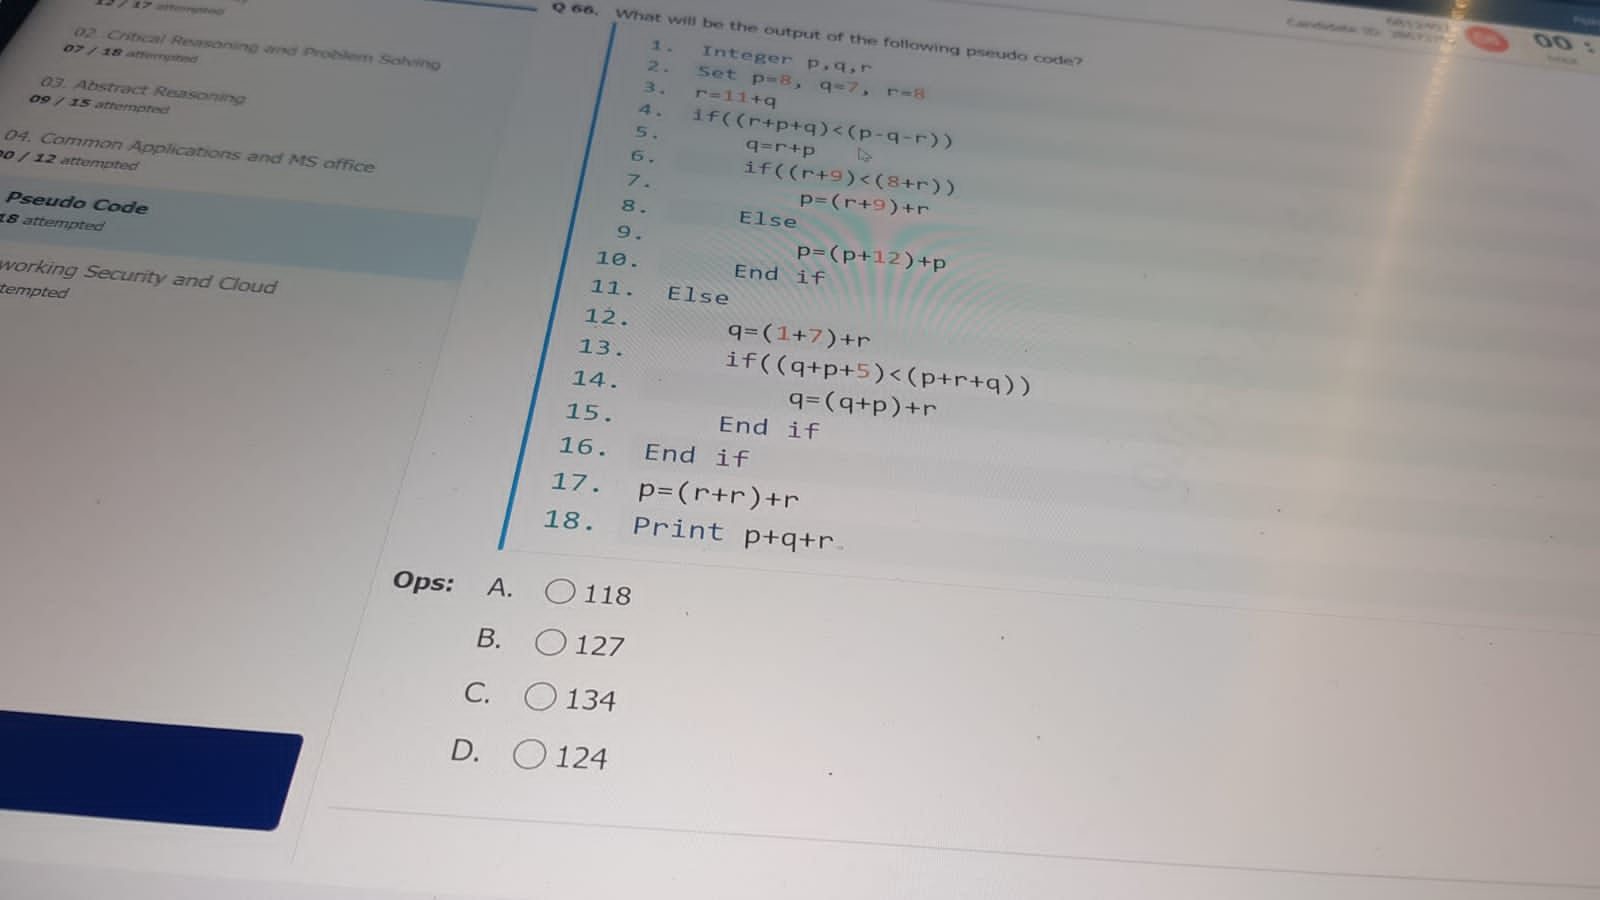 12 / 17 attempted
02. Critical Reasoning and Problem Solving
07 / 18 attempted
03. Abstract Reasoning
09 / 15 attempted
04. Common Applications and MS office
00 / 12 attempted
Pseudo Code
18 attempted
working Security and Cloud
tempted
Q 66. What will be the output of the following pseudo code?
1. Integer p,q,r
2. Set p=8, q=7, r=8
3. r=11+q
4. if((r+p+q)<(p-q-r))
5. q=r+p
6. if((r+9)<(8+r))
7. p=(r+9)+r
8. Else
9. p=(p+12)+p
10. End if
11. Else
12. q=(1+7)+r
13. if((q+p+5)<(p+r+q))
14. q=(q+p)+r
15. End if
16. End if
17. p=(r+r)+r
18. Print p+q+r
Ops: A. 118
B. 127
C. 134
D. 124
Candidate ID:
00 :